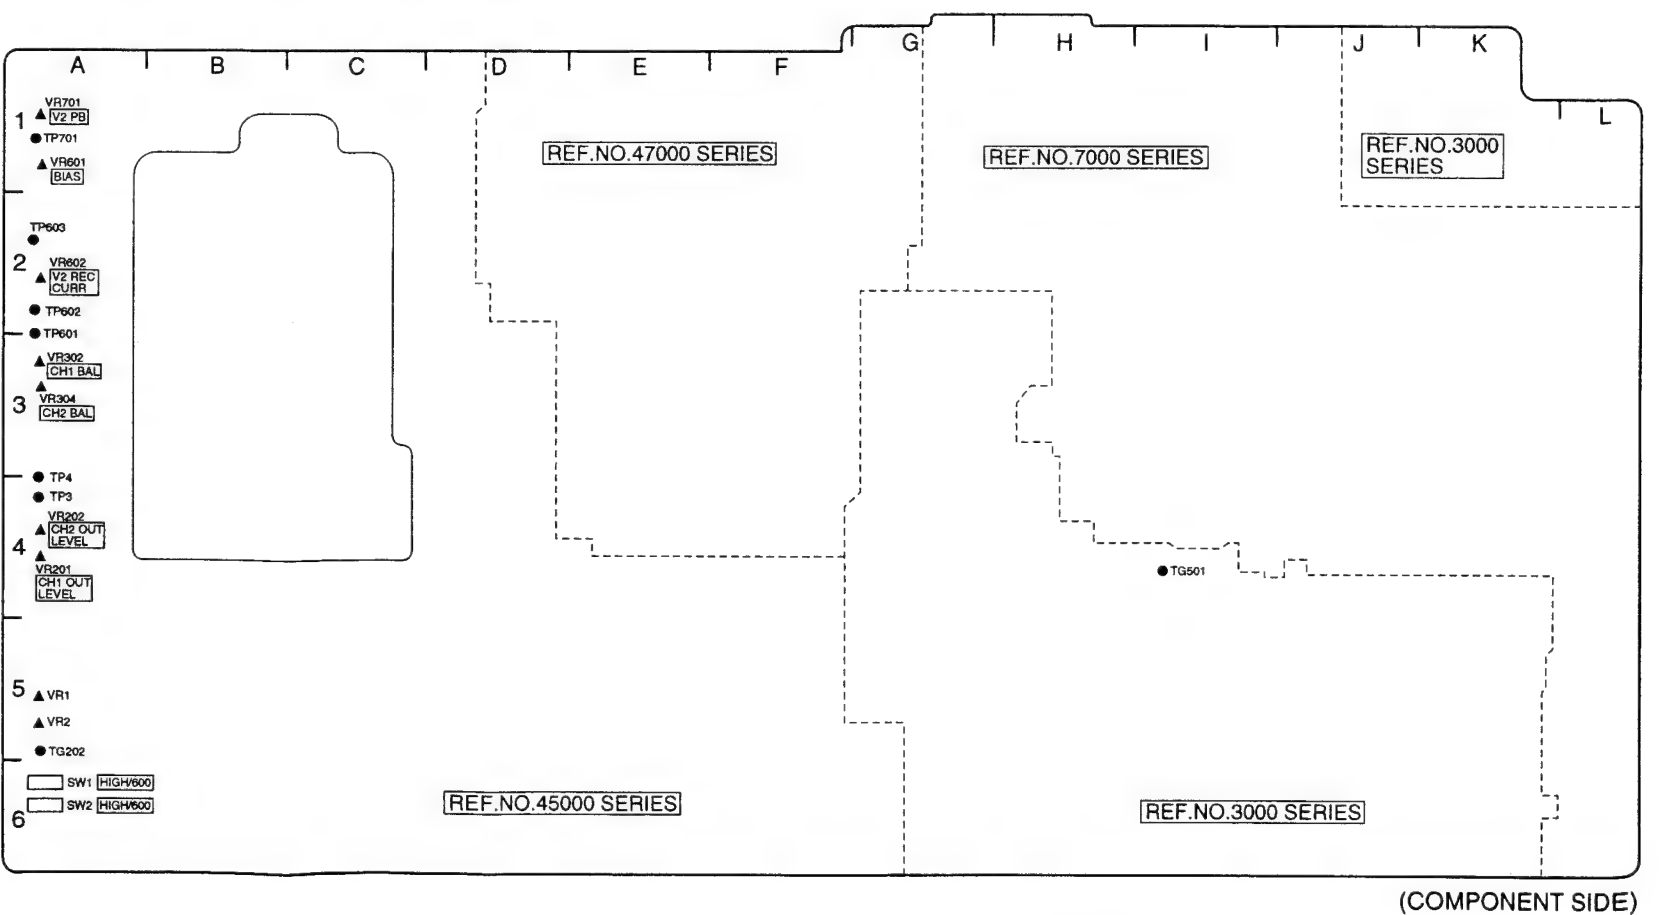 A B C D E F G H I J K L
1
VR701
V2 PB
TP701
VR601
BIAS
REF.NO.47000 SERIES
REF.NO.7000 SERIES
REF.NO.3000
SERIES
TP603
2
VR602
V2 REC
CURR
TP602
TP601
VR302
CH1 BAL
3
VR304
CH2 BAL
TP4
TP3
VR202
CH2 OUT
LEVEL
4
VR201
CH1 OUT
LEVEL
TG501
5
VR1
VR2
TG202
SW1 HIGH/600
SW2 HIGH/600
6
REF.NO.45000 SERIES
REF.NO.3000 SERIES
(COMPONENT SIDE)